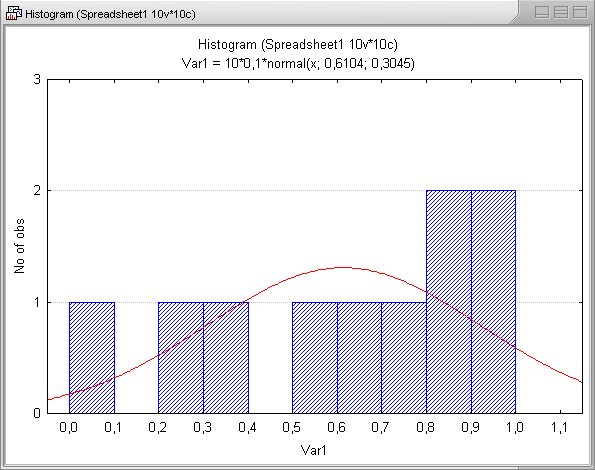 Histogram (Spreadsheet1 10v*10c)
Histogram (Spreadsheet1 10v*10c)
Var1 = 10*0,1*normal(x; 0,6104; 0,3045)
3
2
1
0
No of obs
0,0 0,1 0,2 0,3 0,4 0,5 0,6 0,7 0,8 0,9 1,0 1,1
Var1